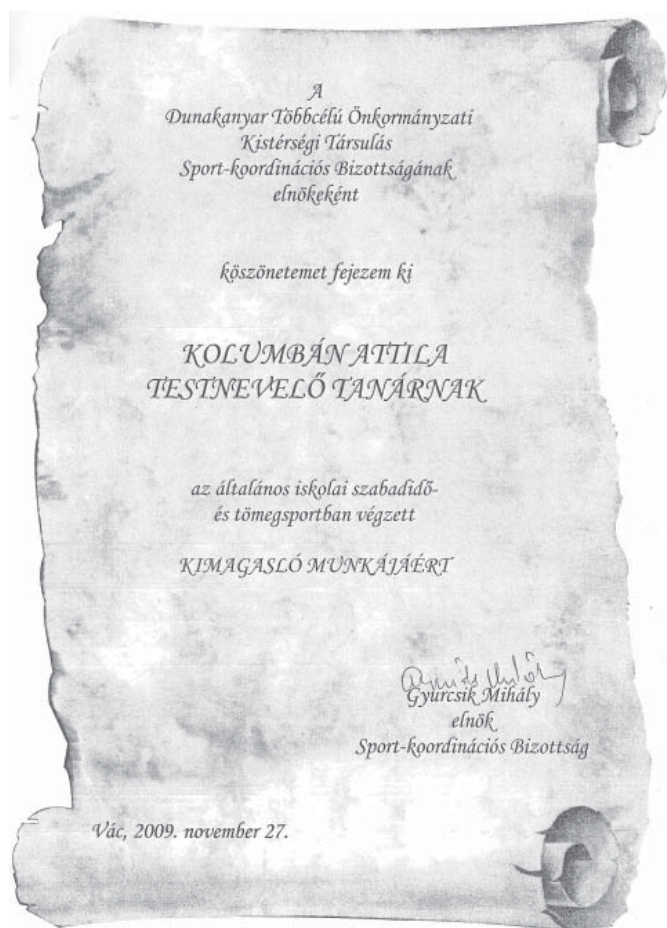 A
Dunakanyar Többcélú Önkormányzati
Kistérségi Társulás
Sport-koordinációs Bizottságának
elnökeként
köszönetemet fejezem ki
KOLUMBÁN ATTILA
TESTNEVELŐ TANÁRNAK
az általános iskolai szabadidő-
és tömegsportban végzett
KIMAGASLÓ MUNKÁJÁÉRT
Gyurcsik Mihály
elnök
Sport-koordinációs Bizottság
Vác, 2009. november 27.